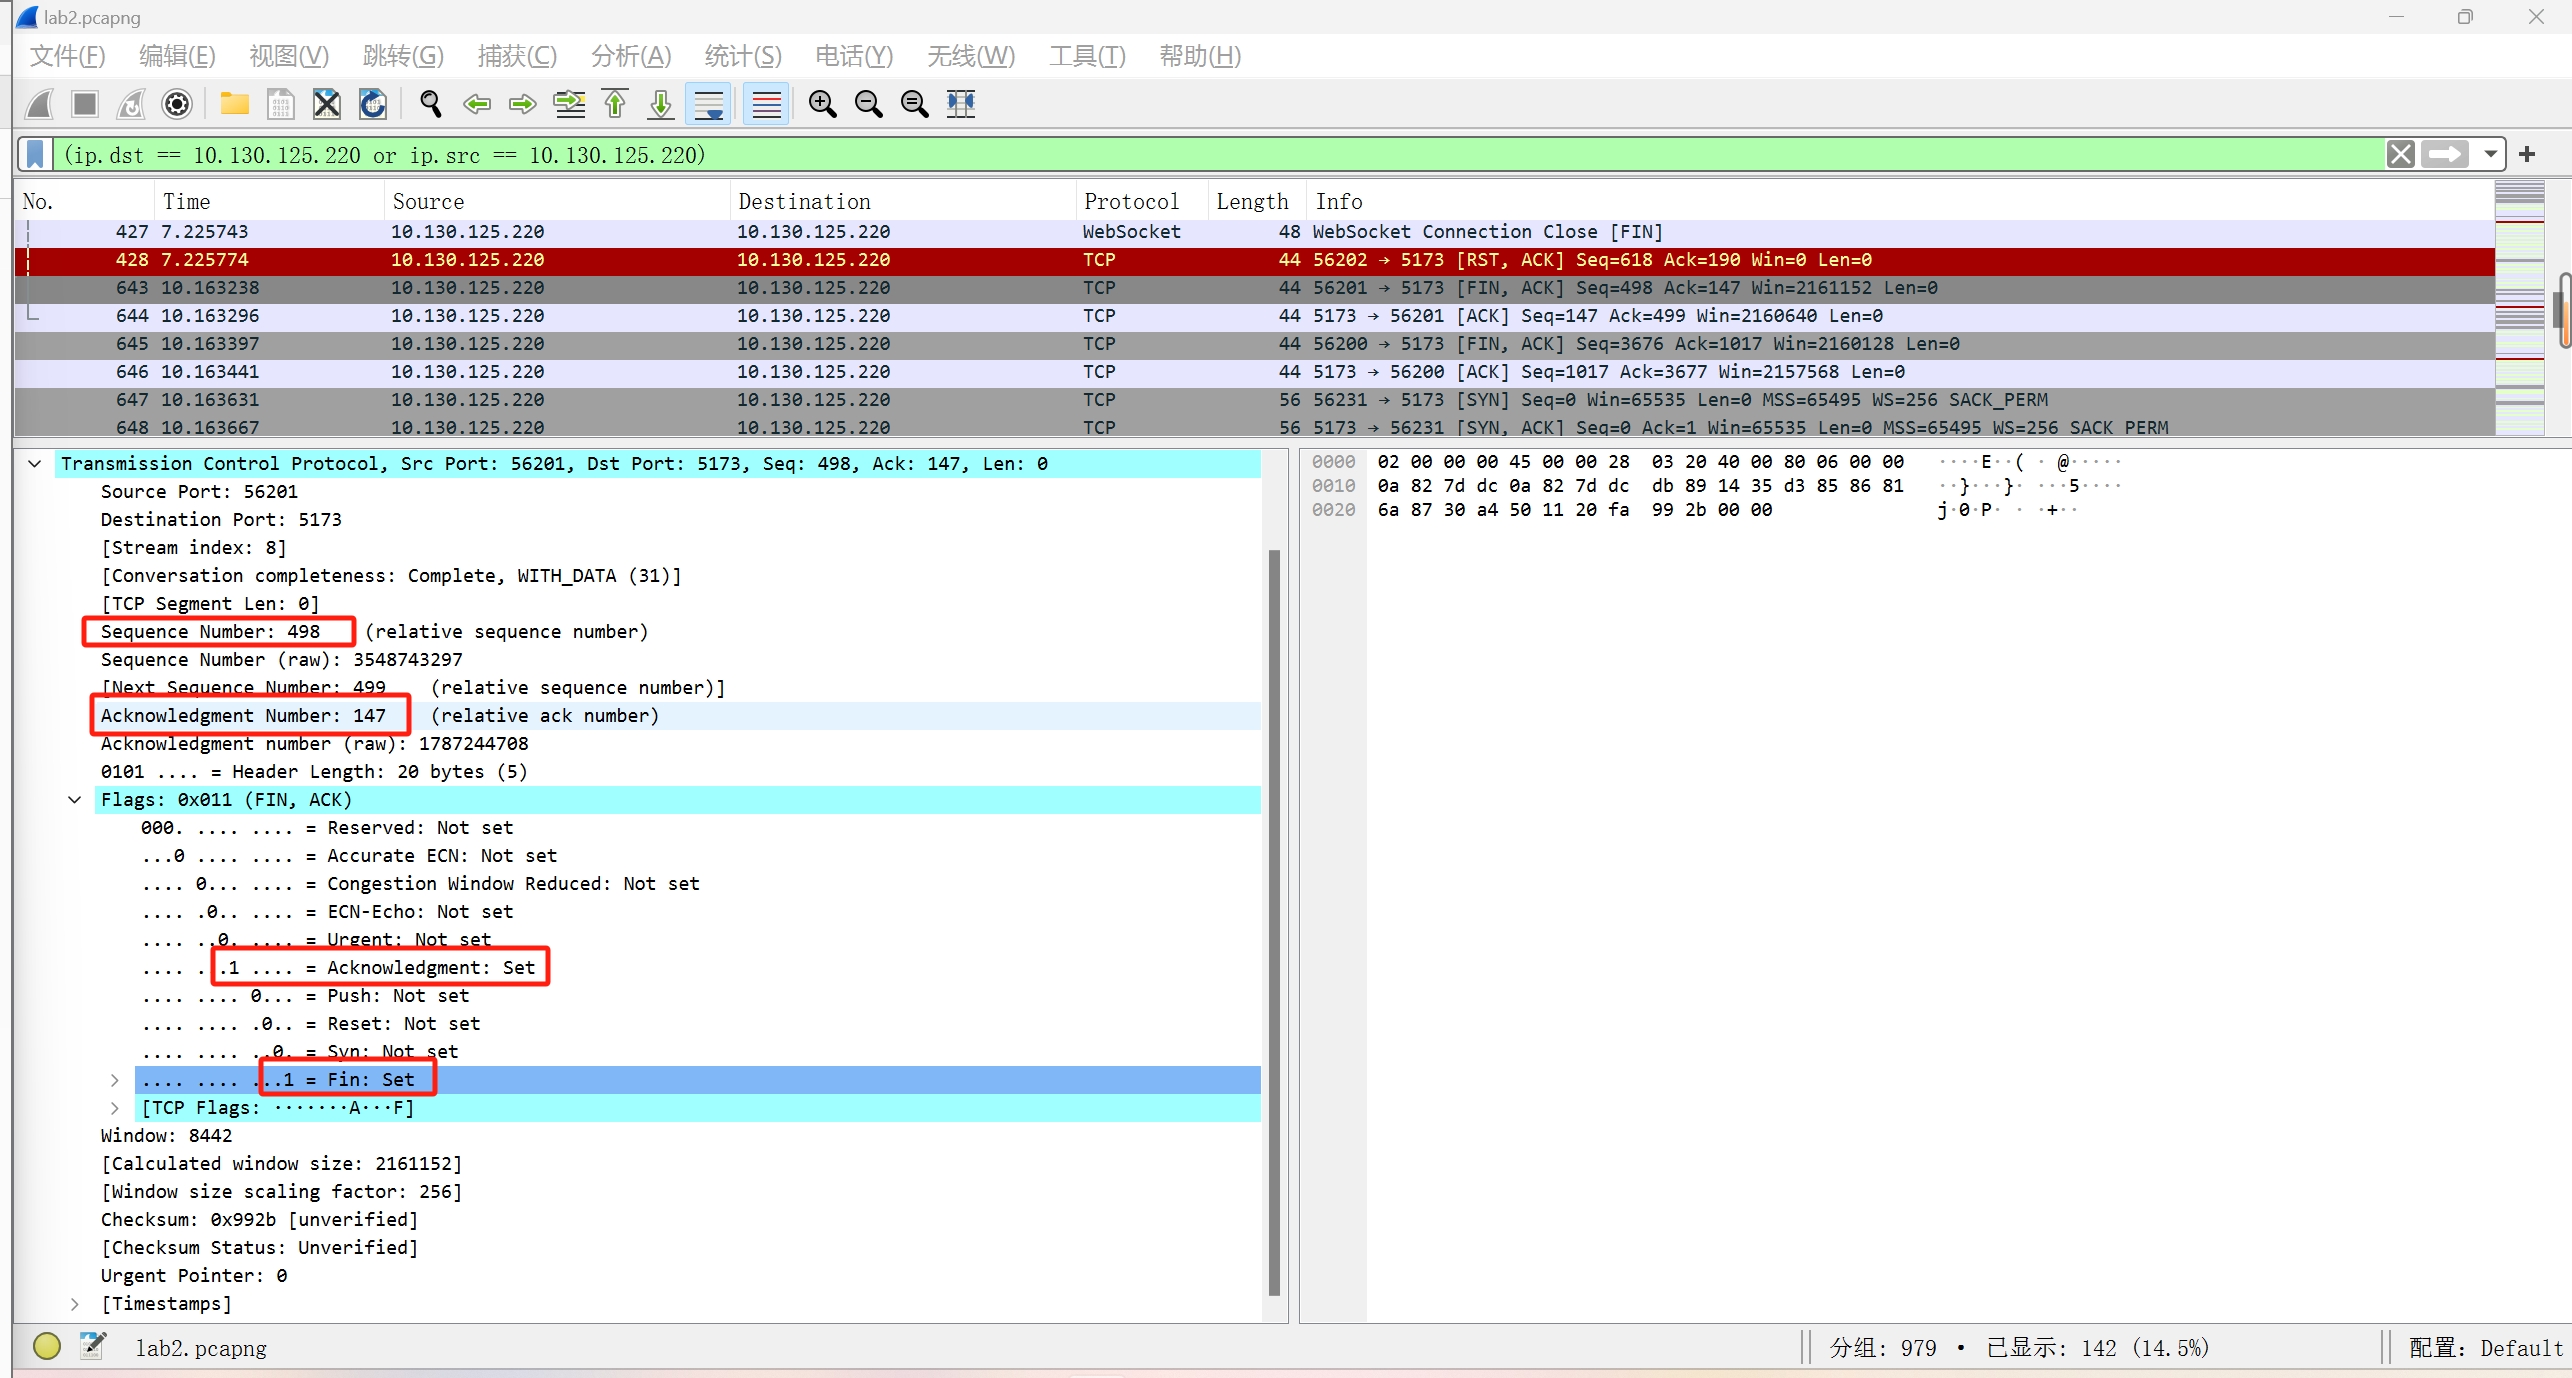 lab2.pcapng
文件(F) 编辑(E) 视图(V) 跳转(G) 捕获(C) 分析(A) 统计(S) 电话(Y) 无线(W) 工具(T) 帮助(H)
(ip.dst == 10.130.125.220 or ip.src == 10.130.125.220)
No. Time Source Destination Protocol Length Info
427 7.225743 10.130.125.220 10.130.125.220 WebSocket 48 WebSocket Connection Close [FIN]
428 7.225774 10.130.125.220 10.130.125.220 TCP 44 56202 → 5173 [RST, ACK] Seq=618 Ack=190 Win=0 Len=0
643 10.163238 10.130.125.220 10.130.125.220 TCP 44 56201 → 5173 [FIN, ACK] Seq=498 Ack=147 Win=2161152 Len=0
644 10.163296 10.130.125.220 10.130.125.220 TCP 44 5173 → 56201 [ACK] Seq=147 Ack=499 Win=2160640 Len=0
645 10.163397 10.130.125.220 10.130.125.220 TCP 44 56200 → 5173 [FIN, ACK] Seq=3676 Ack=1017 Win=2160128 Len=0
646 10.163441 10.130.125.220 10.130.125.220 TCP 44 5173 → 56200 [ACK] Seq=1017 Ack=3677 Win=2157568 Len=0
647 10.163631 10.130.125.220 10.130.125.220 TCP 56 56231 → 5173 [SYN] Seq=0 Win=65535 Len=0 MSS=65495 WS=256 SACK_PERM
648 10.163667 10.130.125.220 10.130.125.220 TCP 56 5173 → 56231 [SYN, ACK] Seq=0 Ack=1 Win=65535 Len=0 MSS=65495 WS=256 SACK_PERM
Transmission Control Protocol, Src Port: 56201, Dst Port: 5173, Seq: 498, Ack: 147, Len: 0
Source Port: 56201
Destination Port: 5173
[Stream index: 8]
[Conversation completeness: Complete, WITH_DATA (31)]
[TCP Segment Len: 0]
Sequence Number: 498 (relative sequence number)
Sequence Number (raw): 3548743297
[Next Sequence Number: 499 (relative sequence number)]
Acknowledgment Number: 147 (relative ack number)
Acknowledgment number (raw): 1787244708
0101 .... = Header Length: 20 bytes (5)
Flags: 0x011 (FIN, ACK)
000. .... .... = Reserved: Not set
...0 .... .... = Accurate ECN: Not set
.... 0... .... = Congestion Window Reduced: Not set
.... .0.. .... = ECN-Echo: Not set
.... ..0. .... = Urgent: Not set
.... ...1 .... = Acknowledgment: Set
.... .... 0... = Push: Not set
.... .... .0.. = Reset: Not set
.... .... ..0. = Syn: Not set
.... .... ...1 = Fin: Set
[TCP Flags: ·······A···F]
Window: 8442
[Calculated window size: 2161152]
[Window size scaling factor: 256]
Checksum: 0x992b [unverified]
[Checksum Status: Unverified]
Urgent Pointer: 0
[Timestamps]
0000 02 00 00 00 45 00 00 28 03 20 40 00 80 06 00 00 ····E··( · @·····
0010 0a 82 7d dc 0a 82 7d dc db 89 14 35 d3 85 86 81 ··}···}· ···5····
0020 6a 87 30 a4 50 11 20 fa 99 2b 00 00 j·0·P· · ·+··
lab2.pcapng 分组: 979 · 已显示: 142 (14.5%) 配置: Default